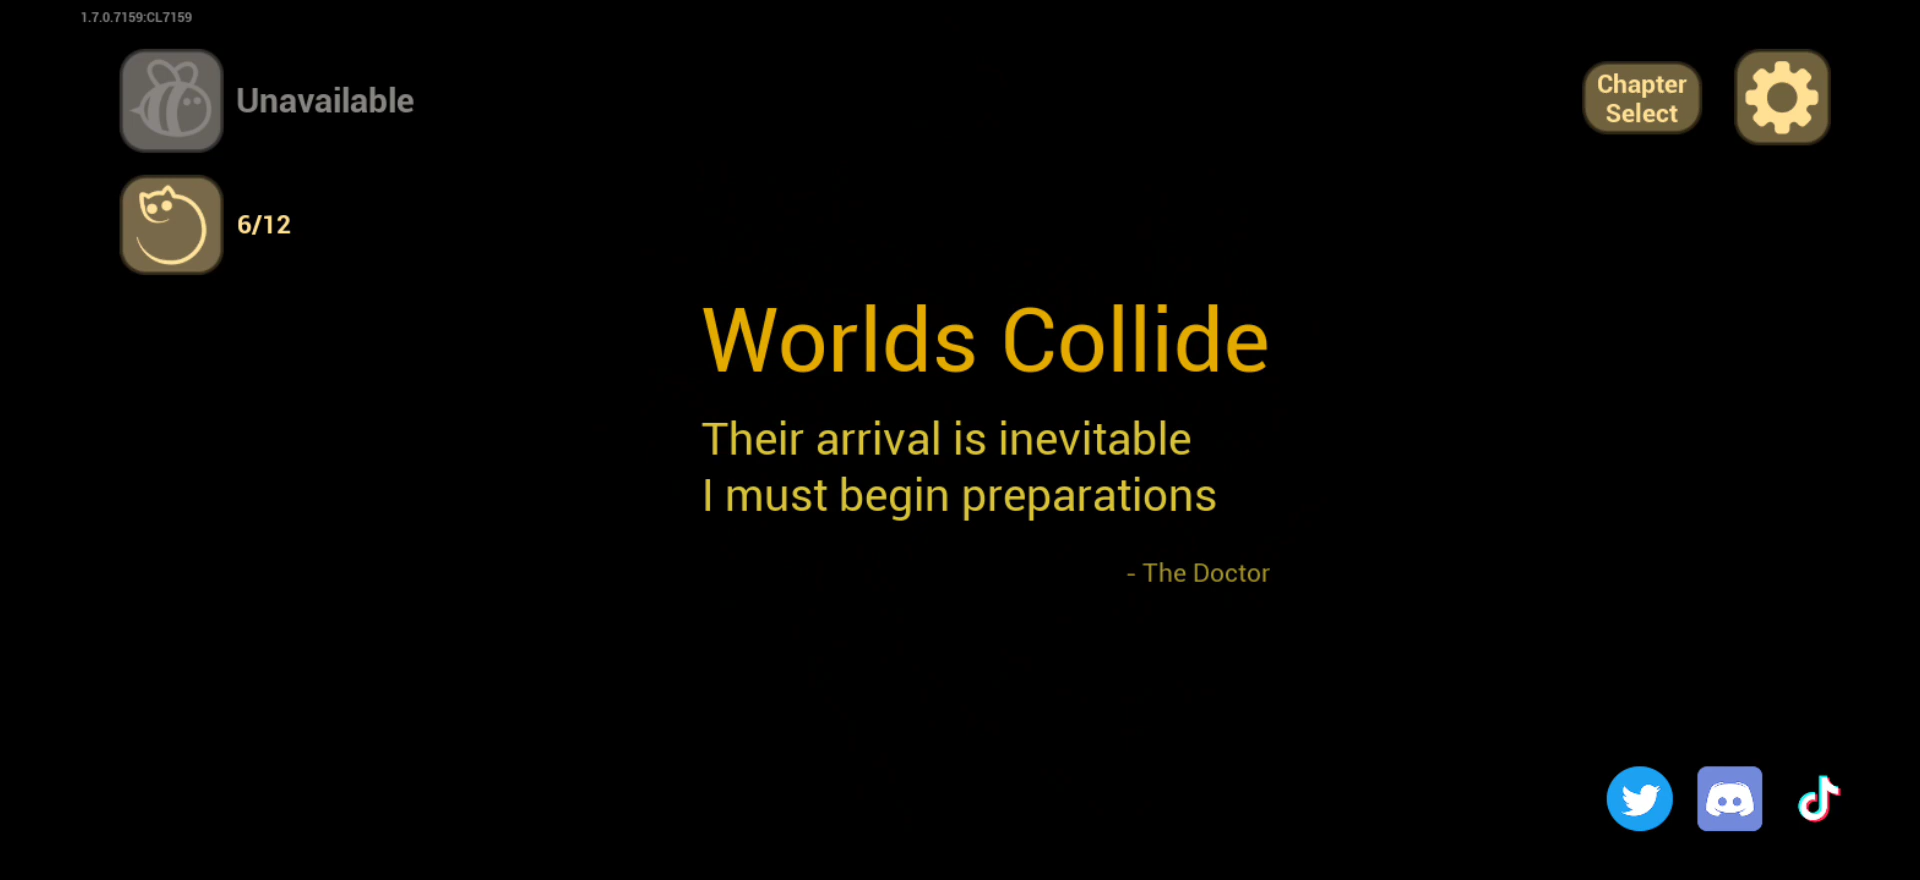 1.7.0.7159:CL7159
Unavailable
Chapter
Select
6/12
Worlds Collide
Their arrival is inevitable
I must begin preparations
- The Doctor